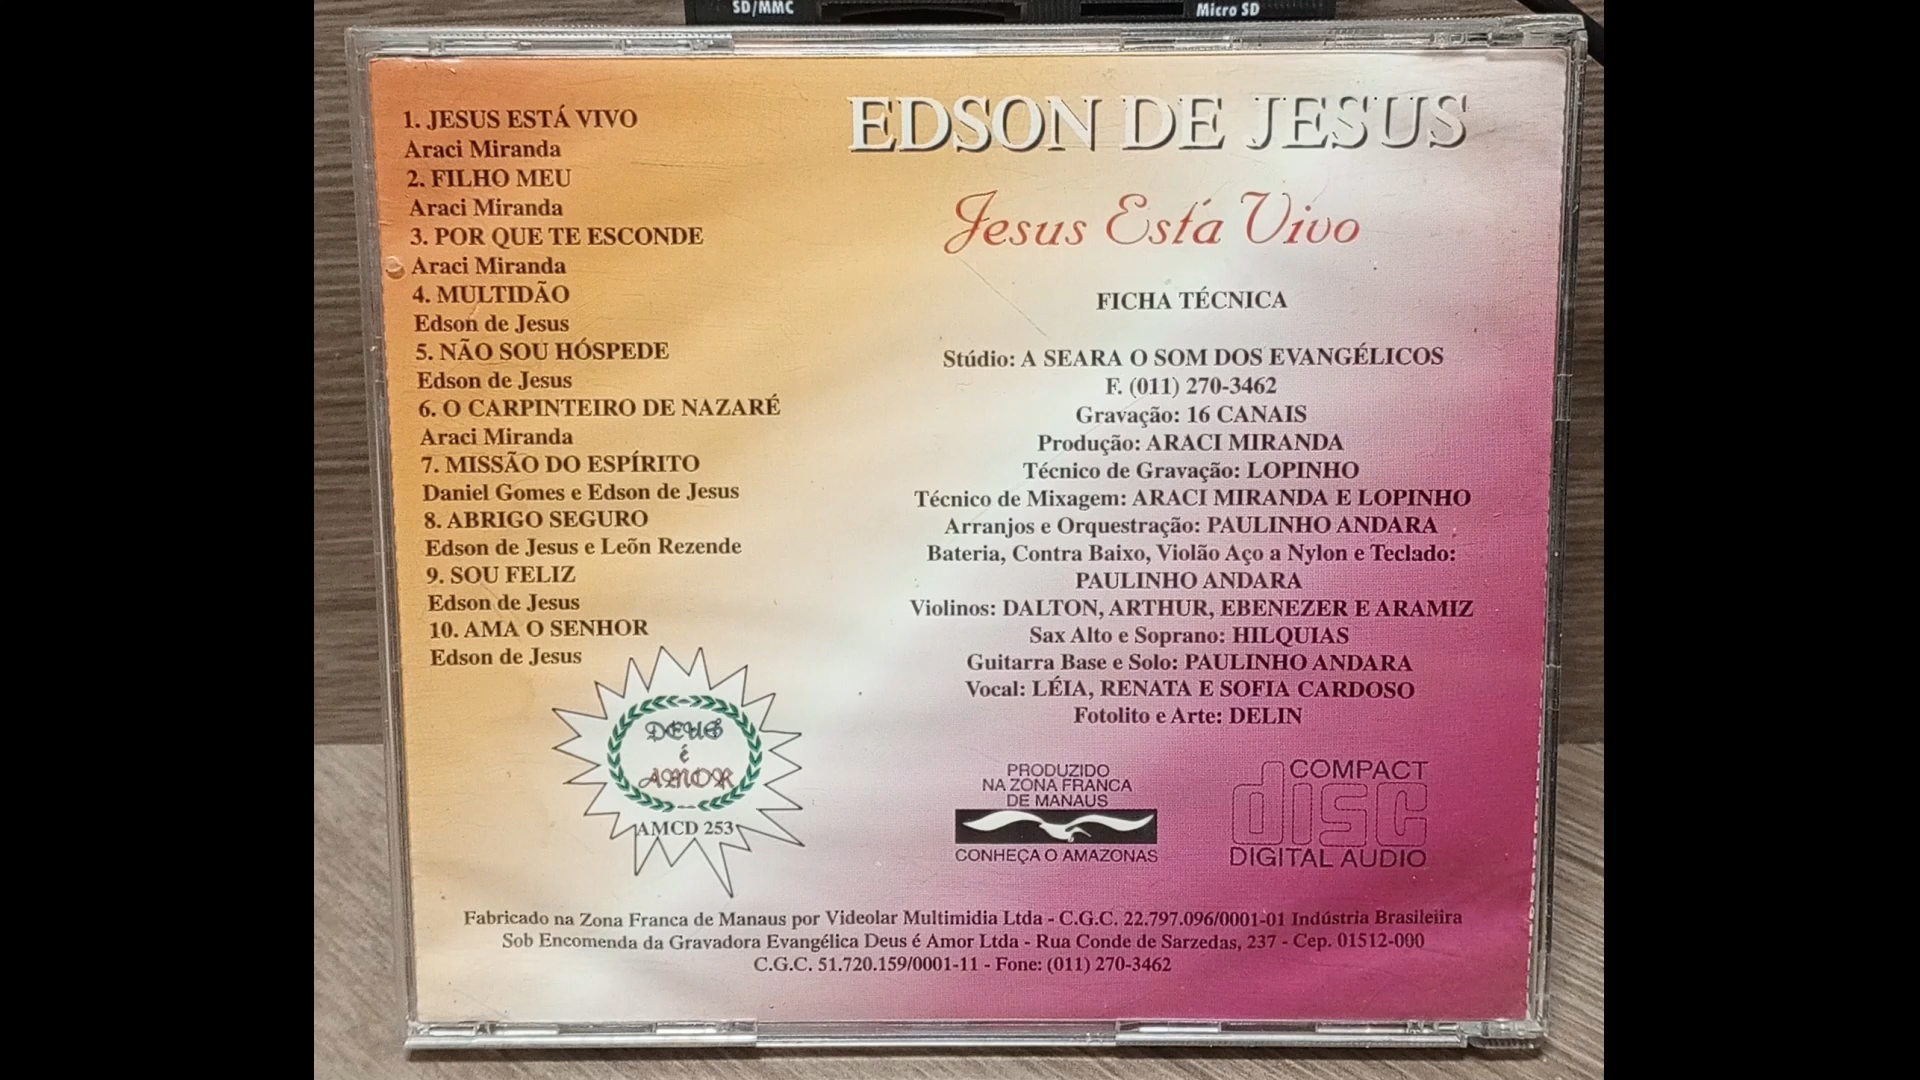 SD/MMC
Micro SD
1. JESUS ESTÁ VIVO
Araci Miranda
2. FILHO MEU
Araci Miranda
3. POR QUE TE ESCONDE
Araci Miranda
4. MULTIDÃO
Edson de Jesus
5. NÃO SOU HÓSPEDE
Edson de Jesus
6. O CARPINTEIRO DE NAZARÉ
Araci Miranda
7. MISSÃO DO ESPÍRITO
Daniel Gomes e Edson de Jesus
8. ABRIGO SEGURO
Edson de Jesus e Leõn Rezende
9. SOU FELIZ
Edson de Jesus
10. AMA O SENHOR
Edson de Jesus
DEUS
é
AMOR
AMCD 253
EDSON DE JESUS
Jesus Está Vivo
FICHA TÉCNICA
Stúdio: A SEARA O SOM DOS EVANGÉLICOS
F. (011) 270-3462
Gravação: 16 CANAIS
Produção: ARACI MIRANDA
Técnico de Gravação: LOPINHO
Técnico de Mixagem: ARACI MIRANDA E LOPINHO
Arranjos e Orquestração: PAULINHO ANDARA
Bateria, Contra Baixo, Violão Aço a Nylon e Teclado:
PAULINHO ANDARA
Violinos: DALTON, ARTHUR, EBENEZER E ARAMIZ
Sax Alto e Soprano: HILQUIAS
Guitarra Base e Solo: PAULINHO ANDARA
Vocal: LÉIA, RENATA E SOFIA CARDOSO
Fotolito e Arte: DELIN
PRODUZIDO
NA ZONA FRANCA
DE MANAUS
CONHEÇA O AMAZONAS
COMPACT
disc
DIGITAL AUDIO
Fabricado na Zona Franca de Manaus por Videolar Multimidia Ltda - C.G.C. 22.797.096/0001-01 Indústria Brasileiira
Sob Encomenda da Gravadora Evangélica Deus é Amor Ltda - Rua Conde de Sarzedas, 237 - Cep. 01512-000
C.G.C. 51.720.159/0001-11 - Fone: (011) 270-3462